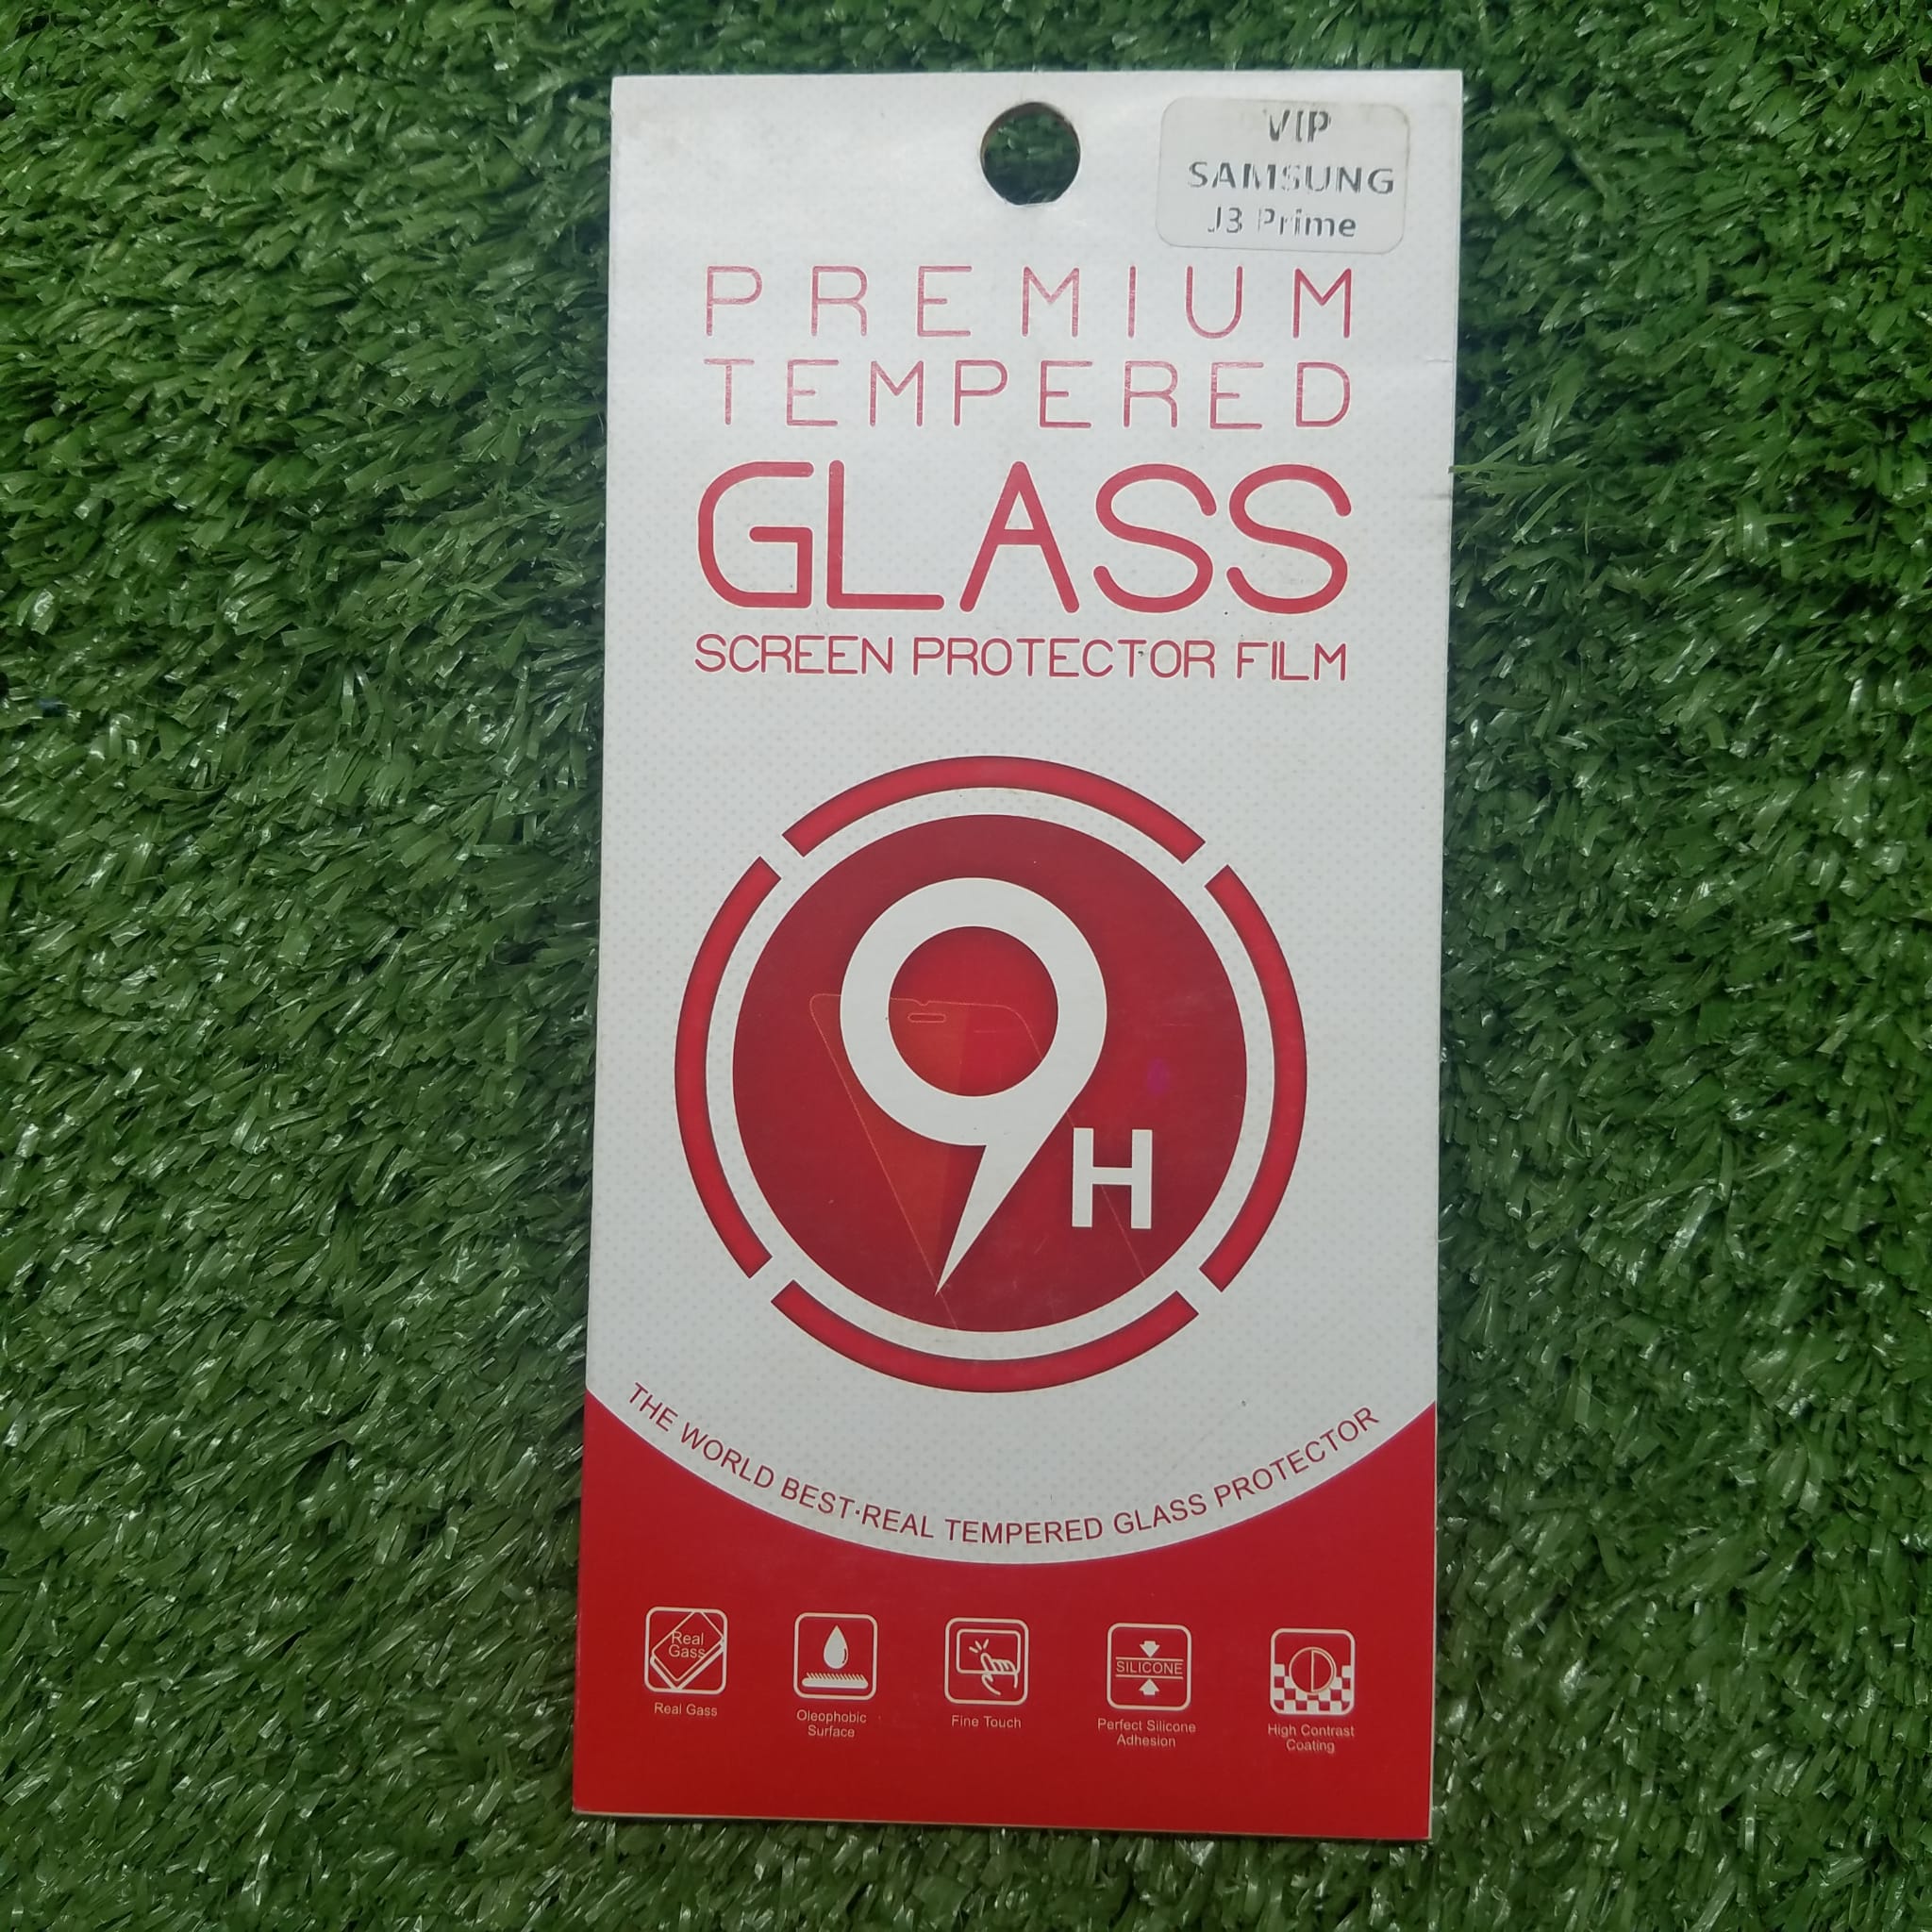 VIP
SAMSUNG
J3 Prime
PREMIUM
TEMPERED
GLASS
SCREEN PROTECTOR FILM
9H
THE WORLD BEST·REAL TEMPERED GLASS PROTECTOR
Real
Gass
SILICONE
Real Gass
Oleophobic
Surface
Fine Touch
Perfect Silicone
Adhesion
High Contrast
Coating